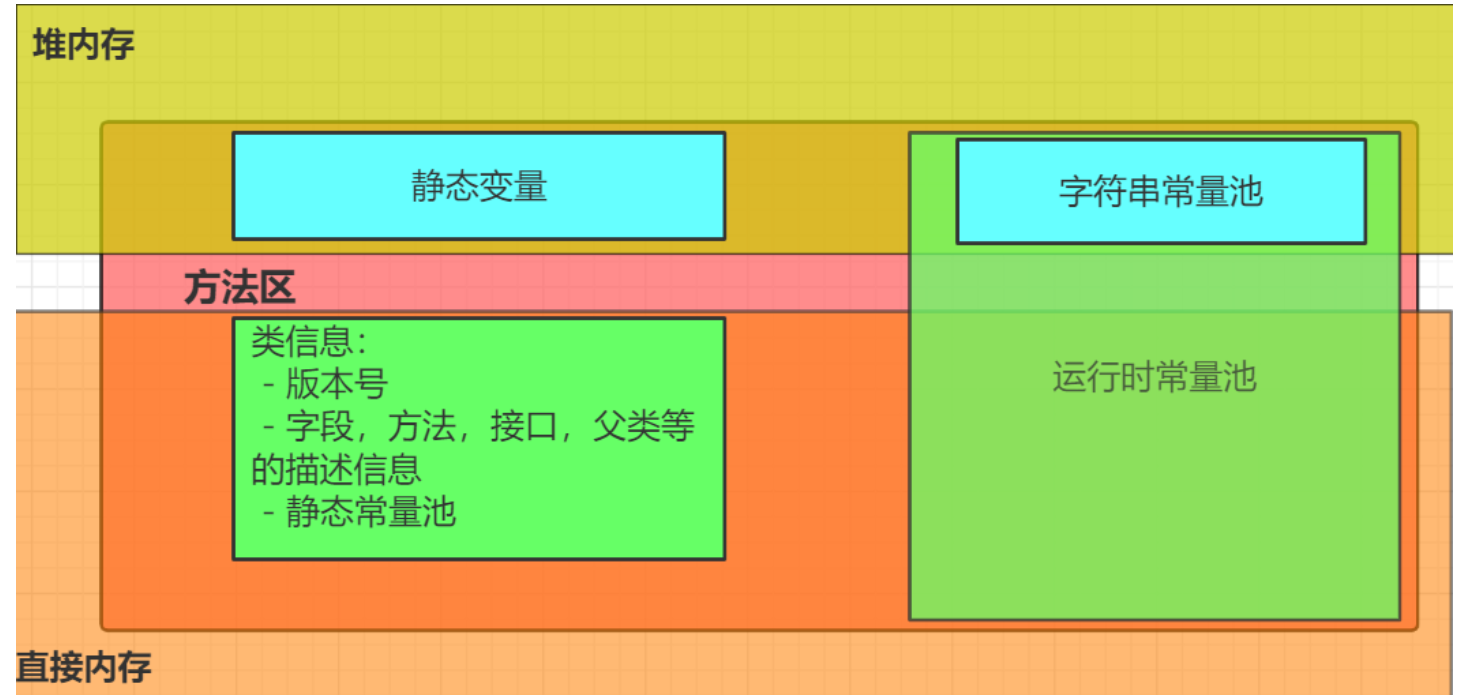 堆内存
静态变量
字符串常量池
方法区
类信息：
- 版本号
- 字段，方法，接口，父类等
的描述信息
- 静态常量池
运行时常量池
直接内存